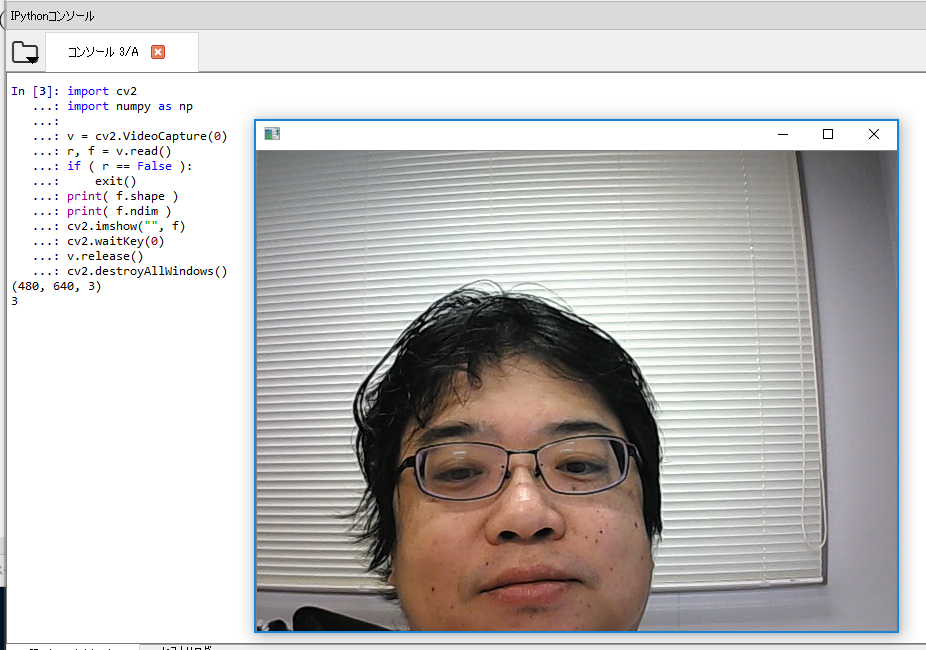 IPythonコンソール
コンソール 3/A
In [3]: import cv2
...: import numpy as np
...:
...: v = cv2.VideoCapture(0)
...: r, f = v.read()
...: if ( r == False ):
...:     exit()
...: print( f.shape )
...: print( f.ndim )
...: cv2.imshow("", f)
...: cv2.waitKey(0)
...: v.release()
...: cv2.destroyAllWindows()
(480, 640, 3)
3